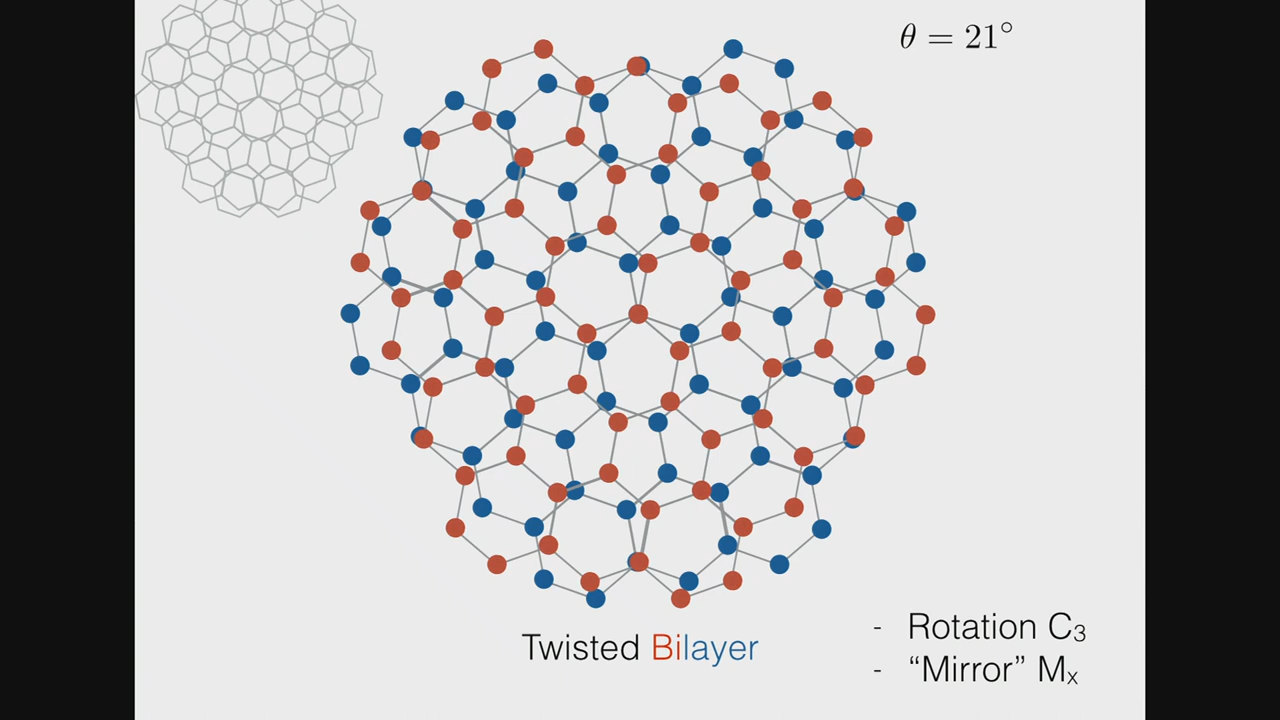 θ = 21°
Twisted Bilayer
- Rotation C₃
- “Mirror” Mₓ